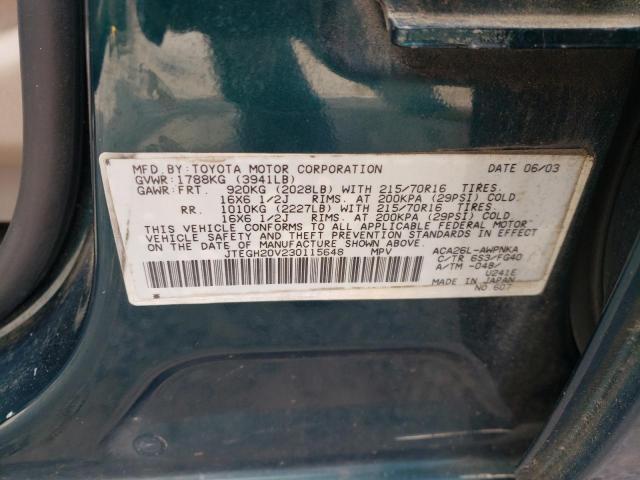 MFD.BY:TOYOTA MOTOR CORPORATION DATE 06/03
GVWR:1788KG (3941LB)
GAWR:FRT. 920KG (2028LB) WITH 215/70R16 TIRES.
16X6 1/2J RIMS. AT 200KPA (29PSI) COLD
RR. 1010KG (2227LB) WITH 215/70R16 TIRES.
16X6 1/2J RIMS. AT 200KPA (29PSI) COLD
THIS VEHICLE CONFORMS TO ALL APPLICABLE FEDERAL MOTOR
VEHICLE SAFETY AND THEFT PREVENTION STANDARDS IN EFFECT
ON THE DATE OF MANUFACTURE SHOWN ABOVE.
JTEGH20V230115648 MPV ACA26L-AWPNKA
C/TR 6S3/FG40
A/TM -048/
U241E
MADE IN JAPAN
NO 607